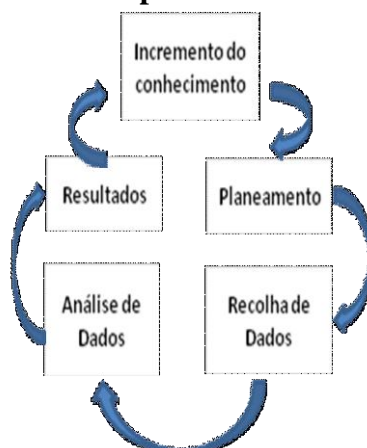 Incremento do
conhecimento
Resultados
Planeamento
Análise de
Dados
Recolha de
Dados